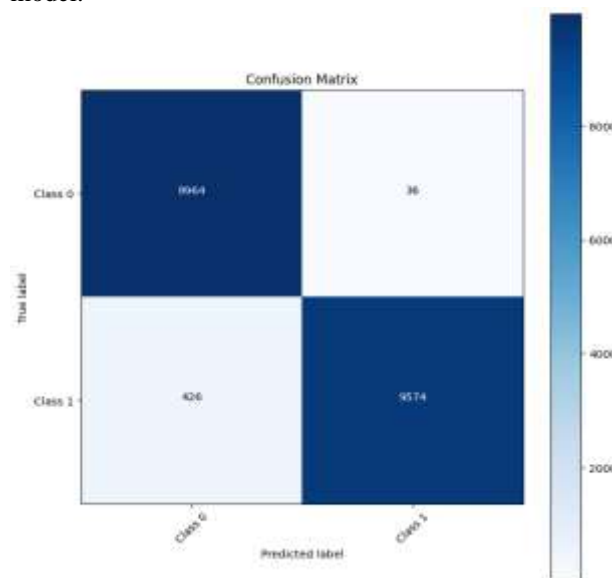 model.
Confusion Matrix
8000
Class 0
9964
36
6000
True label
4000
Class 1
426
9574
2000
Class 0
Class 1
Predicted label